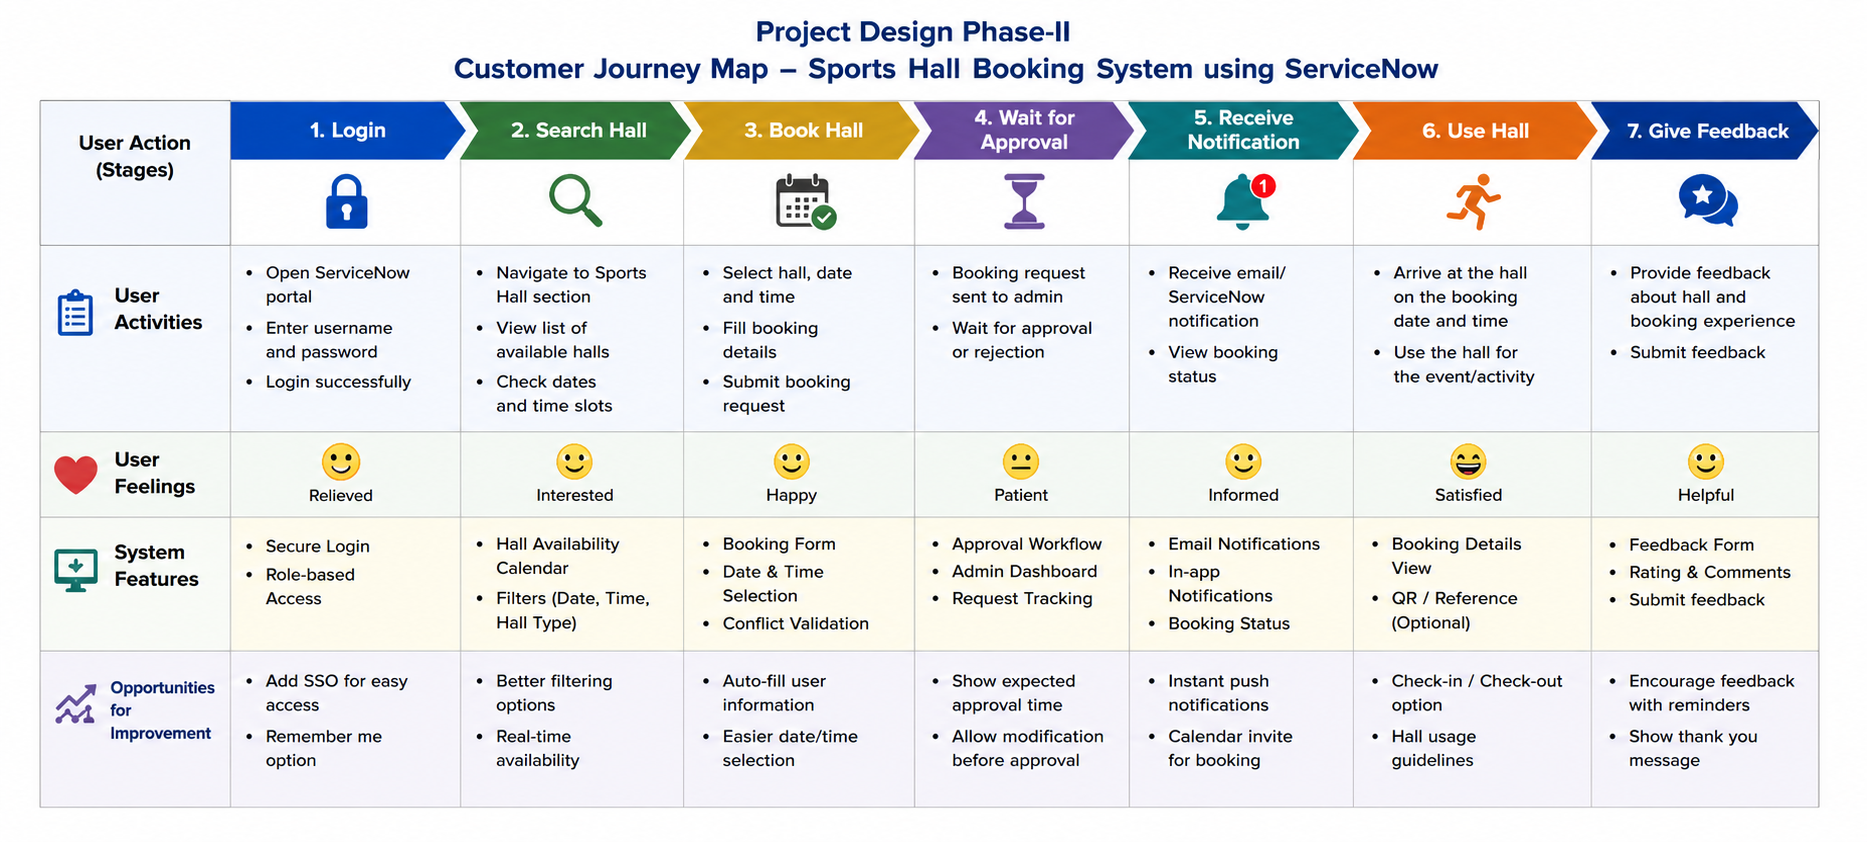 Project Design Phase-II
Customer Journey Map – Sports Hall Booking System using ServiceNow
User Action
(Stages)
1. Login
2. Search Hall
3. Book Hall
4. Wait for
Approval
5. Receive
Notification
6. Use Hall
7. Give Feedback
1
User
Activities
• Open ServiceNow
portal
• Enter username
and password
• Login successfully
• Navigate to Sports
Hall section
• View list of
available halls
• Check dates
and time slots
• Select hall, date
and time
• Fill booking
details
• Submit booking
request
• Booking request
sent to admin
• Wait for approval
or rejection
• Receive email/
ServiceNow
notification
• View booking
status
• Arrive at the hall
on the booking
date and time
• Use the hall for
the event/activity
• Provide feedback
about hall and
booking experience
• Submit feedback
User
Feelings
Relieved
Interested
Happy
Patient
Informed
Satisfied
Helpful
System
Features
• Secure Login
• Role-based
Access
• Hall Availability
Calendar
• Filters (Date, Time,
Hall Type)
• Booking Form
• Date & Time
Selection
• Conflict Validation
• Approval Workflow
• Admin Dashboard
• Request Tracking
• Email Notifications
• In-app
Notifications
• Booking Status
• Booking Details
View
• QR / Reference
(Optional)
• Feedback Form
• Rating & Comments
• Submit feedback
Opportunities
for
Improvement
• Add SSO for easy
access
• Remember me
option
• Better filtering
options
• Real-time
availability
• Auto-fill user
information
• Easier date/time
selection
• Show expected
approval time
• Allow modification
before approval
• Instant push
notifications
• Calendar invite
for booking
• Check-in / Check-out
option
• Hall usage
guidelines
• Encourage feedback
with reminders
• Show thank you
message